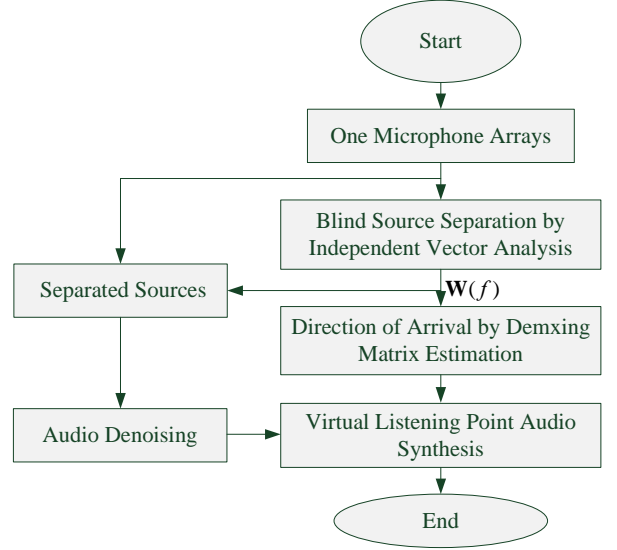 Start
One Microphone Arrays
Blind Source Separation by
Independent Vector Analysis
Separated Sources
W(f)
Direction of Arrival by Demxing
Matrix Estimation
Audio Denoising
Virtual Listening Point Audio
Synthesis
End